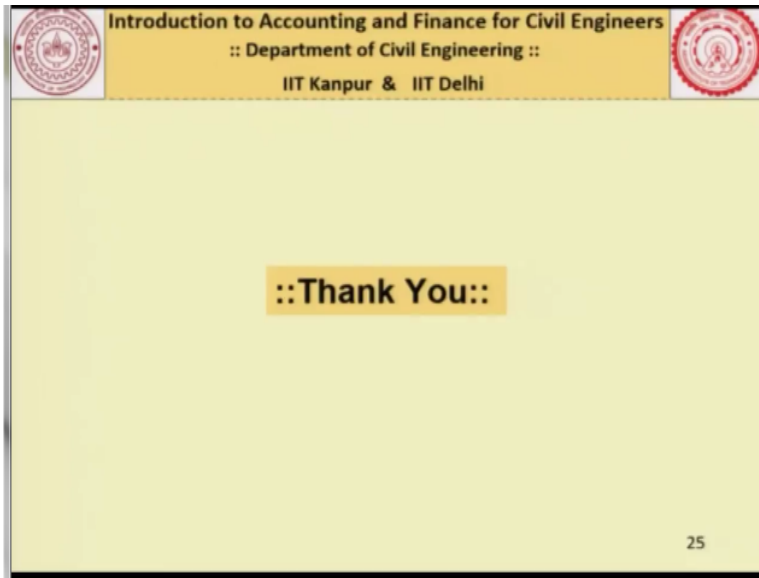 Introduction to Accounting and Finance for Civil Engineers
:: Department of Civil Engineering ::
IIT Kanpur & IIT Delhi
::Thank You::
25